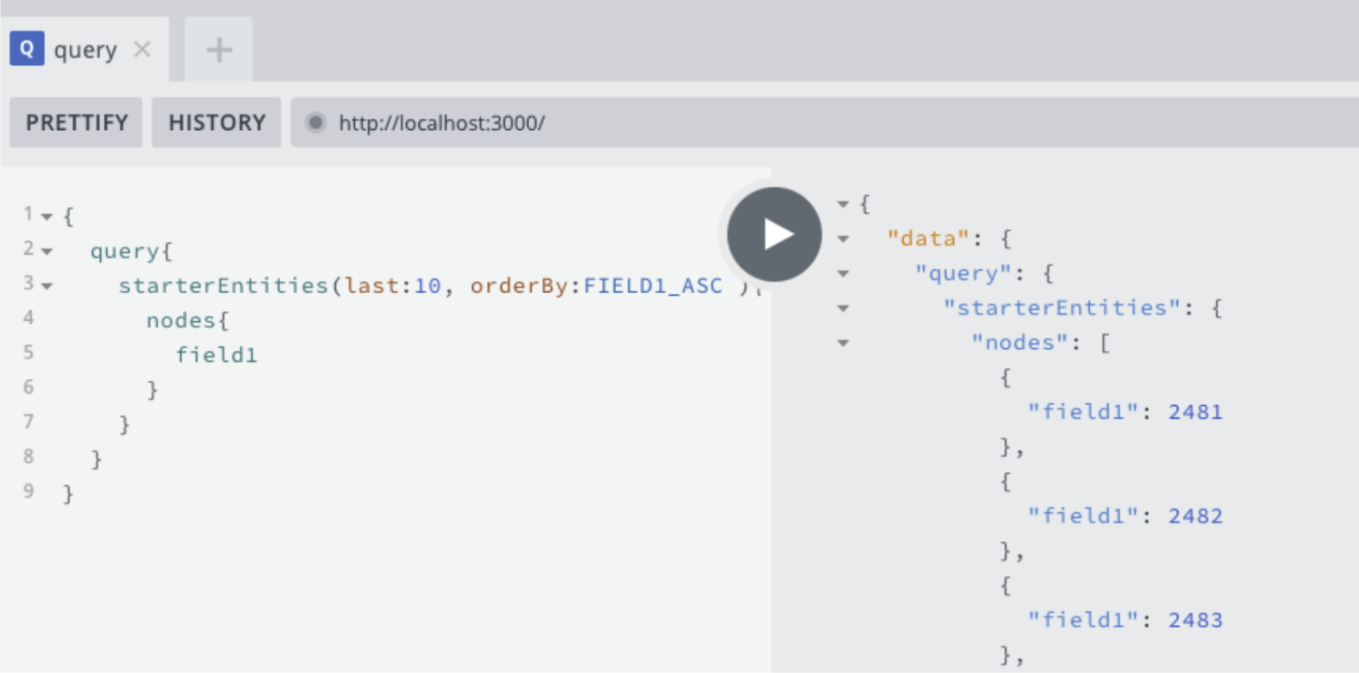 Q query × +
PRETTIFY HISTORY http://localhost:3000/
1 {
2 query{
3 starterEntities(last:10, orderBy:FIELD1_ASC ){
4 nodes{
5 field1
6 }
7 }
8 }
9 }
{
"data": {
"query": {
"starterEntities": {
"nodes": [
{
"field1": 2481
},
{
"field1": 2482
},
{
"field1": 2483
},